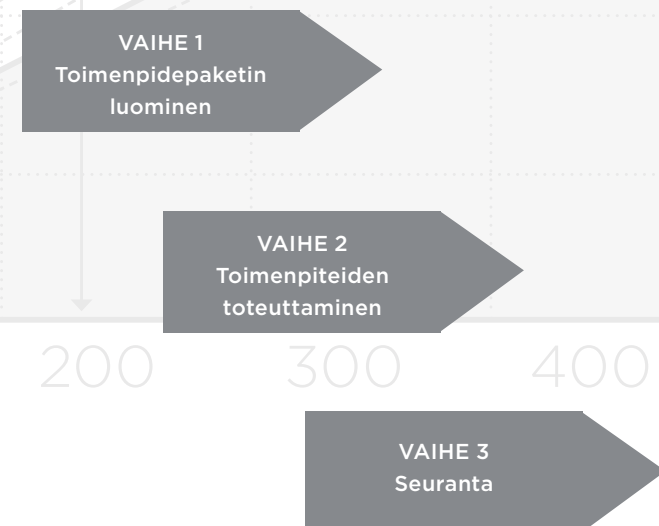 VAIHE 1
Toimenpidepaketin
luominen
VAIHE 2
Toimenpiteiden
toteuttaminen
200 300 400
VAIHE 3
Seuranta